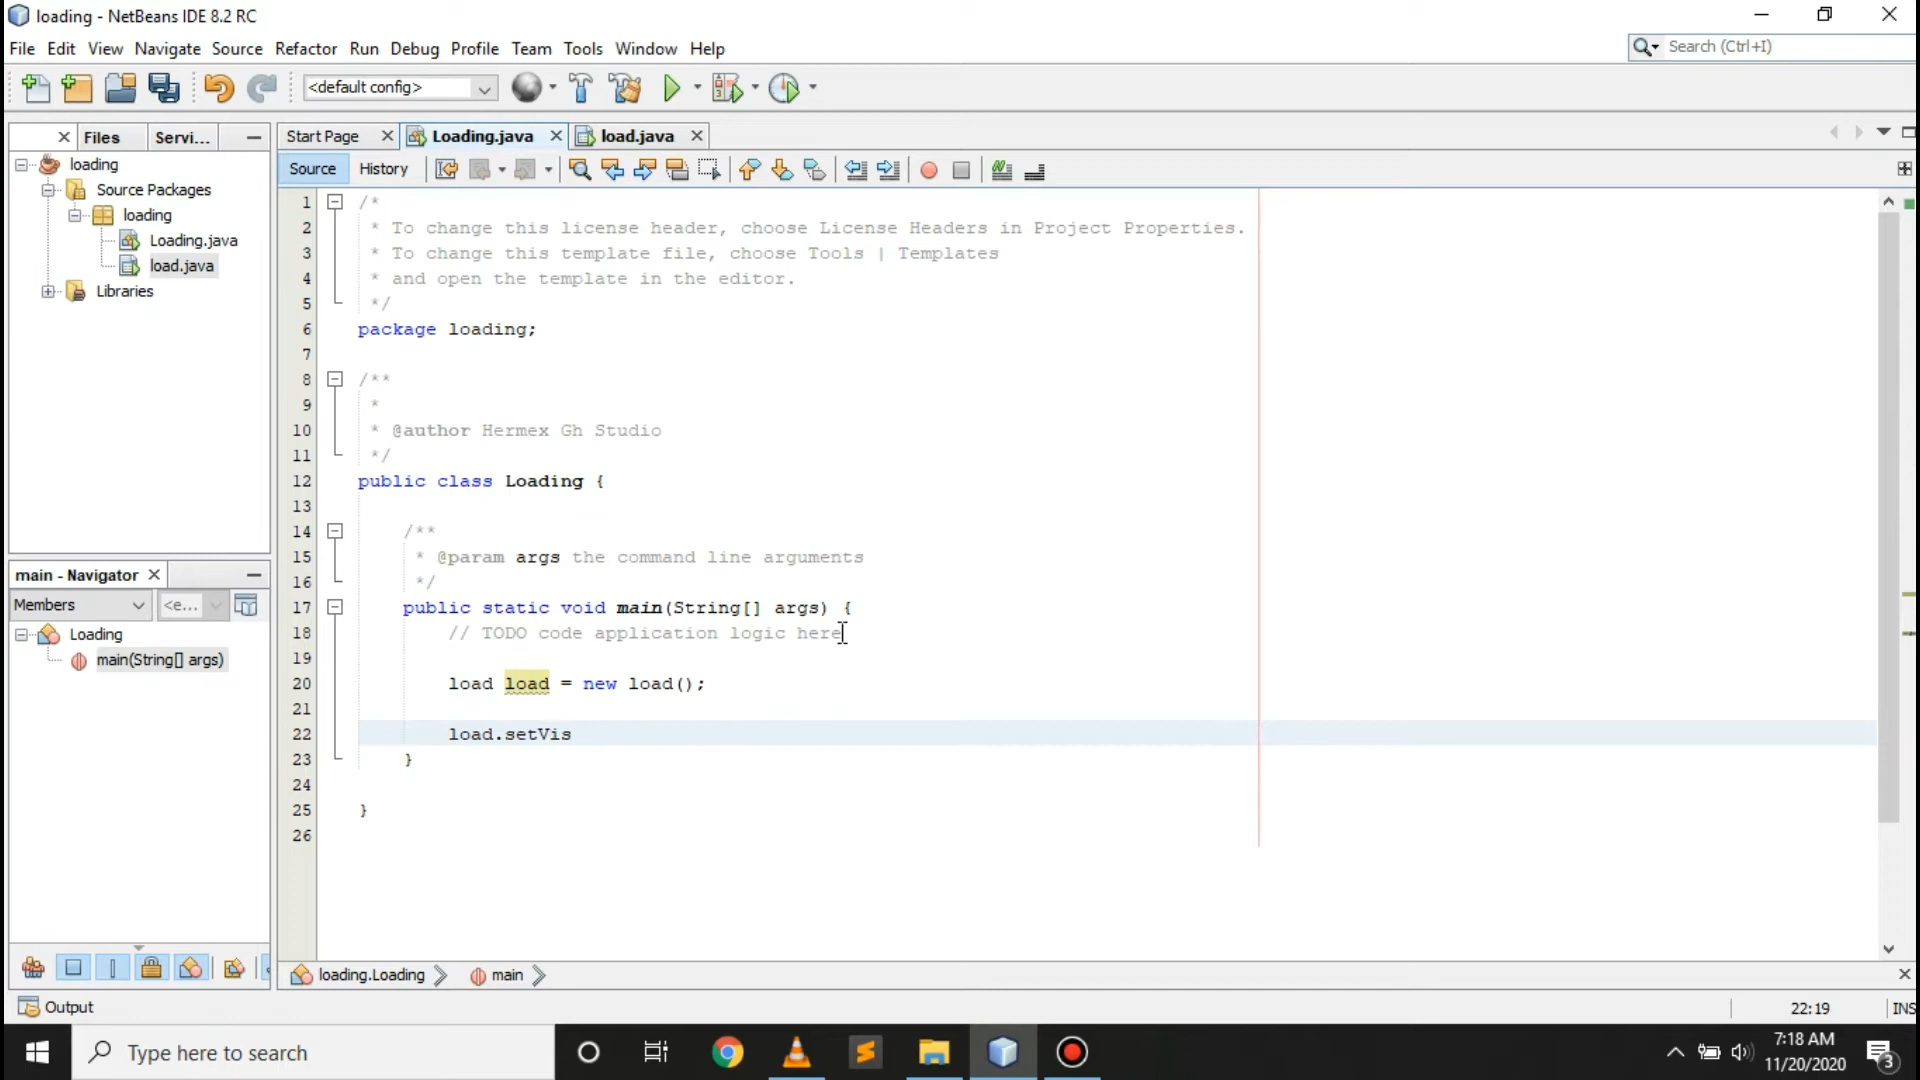 loading - NetBeans IDE 8.2 RC
File Edit View Navigate Source Refactor Run Debug Profile Team Tools Window Help
Search (Ctrl+I)
<default config>
Files Servi...
Start Page Loading.java load.java
Source History
loading
Source Packages
loading
Loading.java
load.java
Libraries
1 /*
2 * To change this license header, choose License Headers in Project Properties.
3 * To change this template file, choose Tools | Templates
4 * and open the template in the editor.
5 */
6 package loading;
7
8 /**
9 *
10 * @author Hermex Gh Studio
11 */
12 public class Loading {
13
14 /**
15 * @param args the command line arguments
16 */
17 public static void main(String[] args) {
18 // TODO code application logic here
19
20 load load = new load();
21
22 load.setVis
23 }
24
25 }
26
main - Navigator
Members <e...
Loading
main(String[] args)
loading.Loading main
Output
22:19 INS
Type here to search
7:18 AM
11/20/2020
3